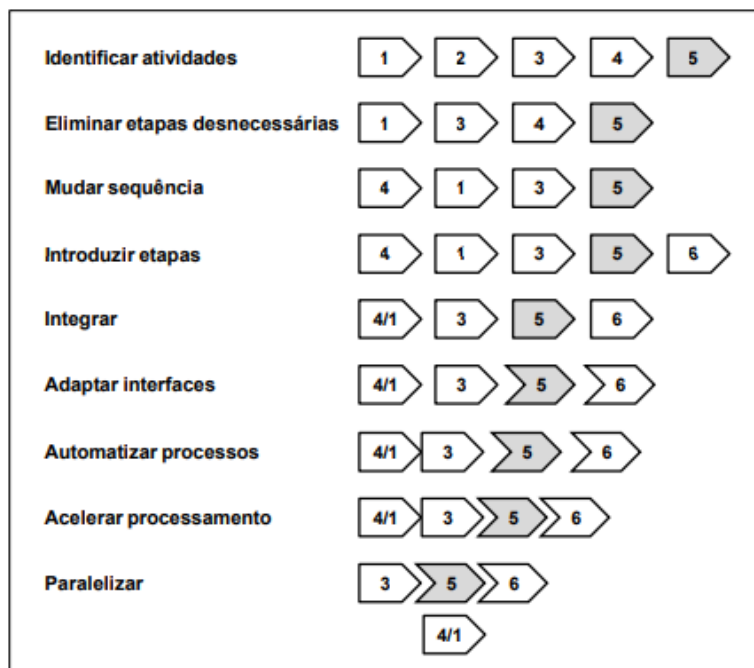 Identificar atividades 1 2 3 4 5
Eliminar etapas desnecessárias 1 3 4 5
Mudar sequência 4 1 3 5
Introduzir etapas 4 1 3 5 6
Integrar 4/1 3 5 6
Adaptar interfaces 4/1 3 5 6
Automatizar processos 4/1 3 5 6
Acelerar processamento 4/1 3 5 6
Paralelizar 3 5 6
4/1